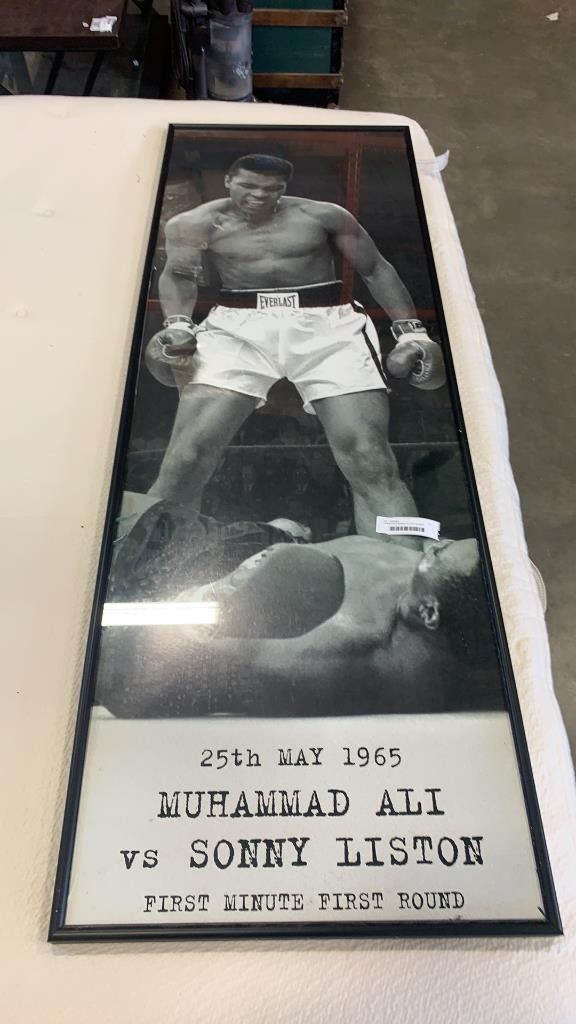 EVERLAST
25th MAY 1965
MUHAMMAD ALI
vs SONNY LISTON
FIRST MINUTE FIRST ROUND